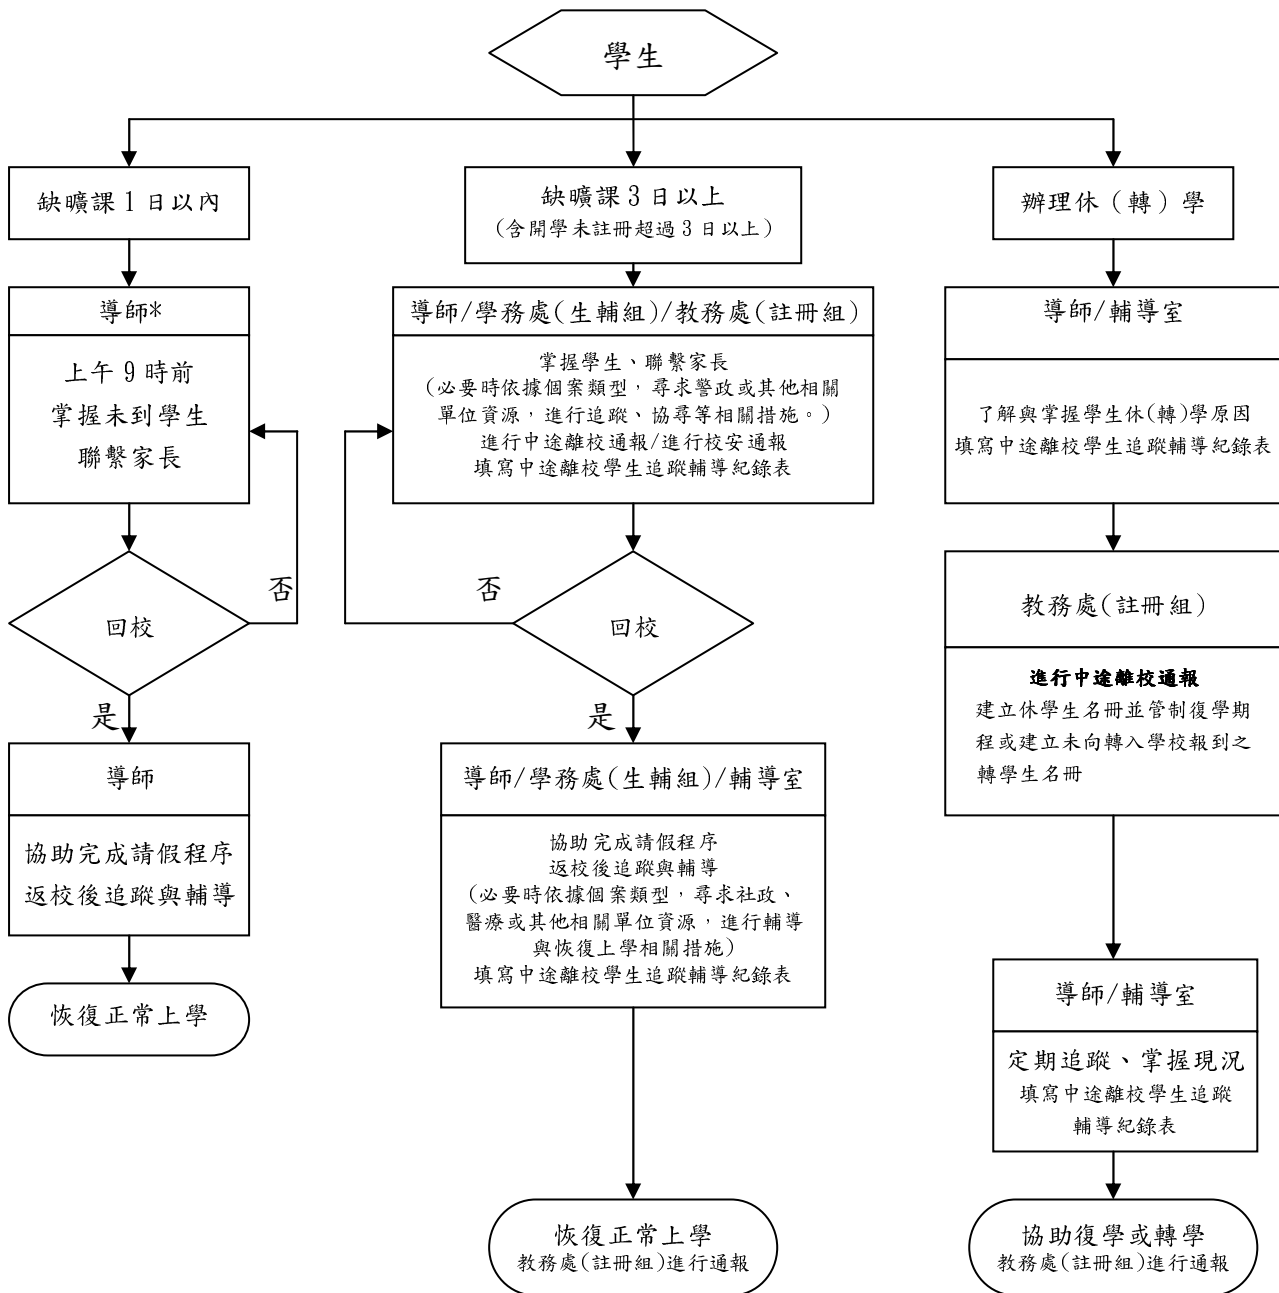 學生
缺曠課 1 日以內
導師*
上午 9 時前
掌握未到學生
聯繫家長
否
回校
是
導師
協助完成請假程序
返校後追蹤與輔導
恢復正常上學
缺曠課 3 日以上
(含開學未註冊超過 3 日以上)
導師/學務處(生輔組)/教務處(註冊組)
掌握學生、聯繫家長
(必要時依據個案類型，尋求警政或其他相關
單位資源，進行追蹤、協尋等相關措施。)
進行中途離校通報/進行校安通報
填寫中途離校學生追蹤輔導紀錄表
否
回校
是
導師/學務處(生輔組)/輔導室
協助完成請假程序
返校後追蹤與輔導
(必要時依據個案類型，尋求社政、
醫療或其他相關單位資源，進行輔導
與恢復上學相關措施)
填寫中途離校學生追蹤輔導紀錄表
恢復正常上學
教務處(註冊組)進行通報
辦理休（轉）學
導師/輔導室
了解與掌握學生休(轉)學原因
填寫中途離校學生追蹤輔導紀錄表
教務處(註冊組)
進行中途離校通報
建立休學生名冊並管制復學期
程或建立未向轉入學校報到之
轉學生名冊
導師/輔導室
定期追蹤、掌握現況
填寫中途離校學生追蹤
輔導紀錄表
協助復學或轉學
教務處(註冊組)進行通報